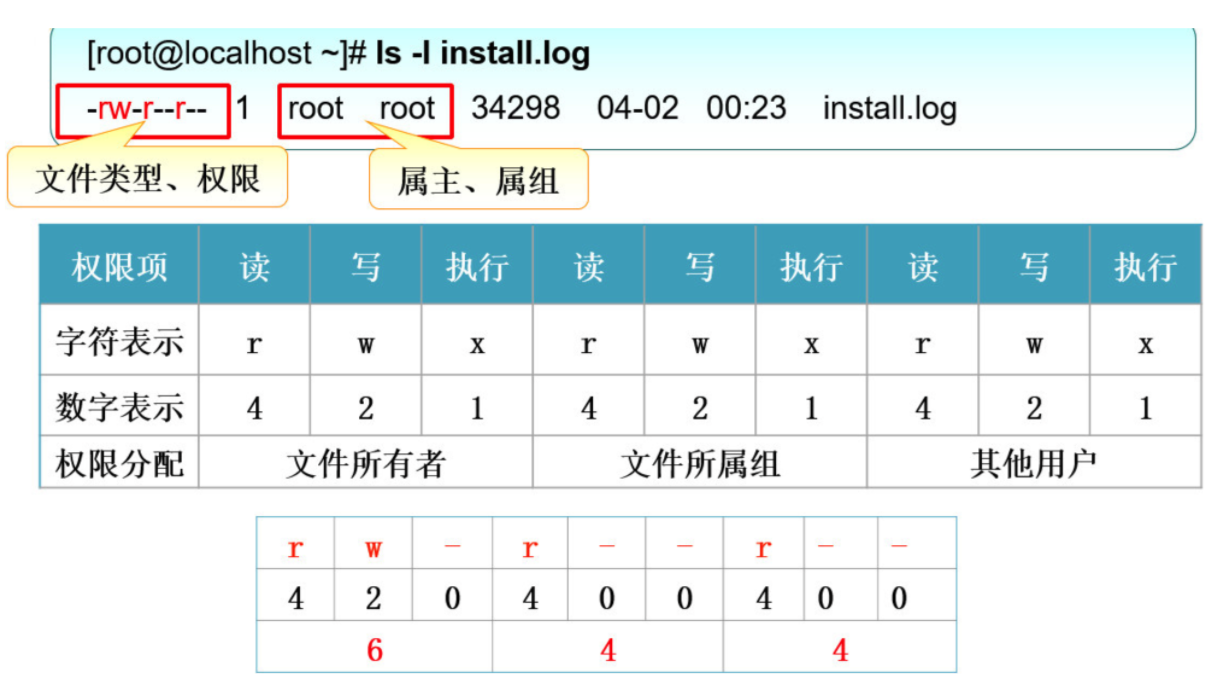 [root@localhost ~]# ls -l install.log
-rw-r--r-- 1 root root 34298 04-02 00:23 install.log
文件类型、权限 属主、属组
权限项 读 写 执行 读 写 执行 读 写 执行
字符表示 r w x r w x r w x
数字表示 4 2 1 4 2 1 4 2 1
权限分配 文件所有者 文件所属组 其他用户
r w - r - - r - -
4 2 0 4 0 0 4 0 0
6 4 4